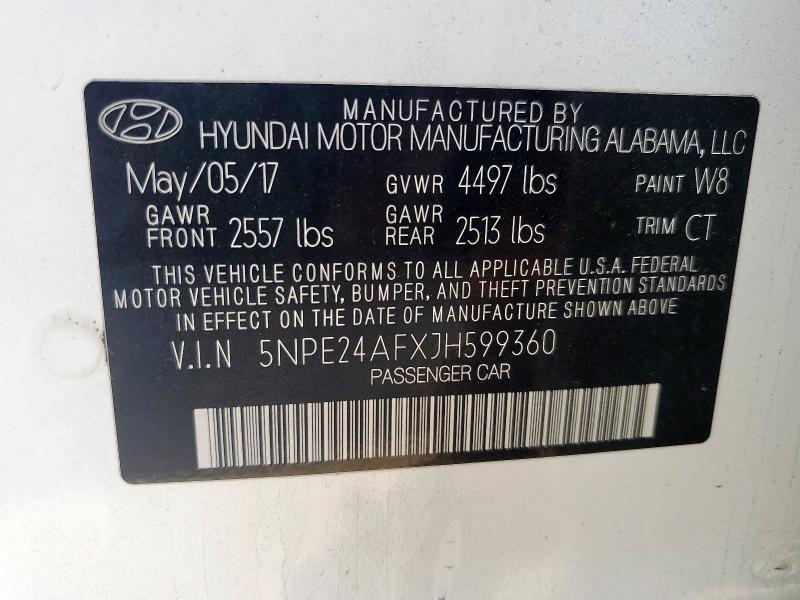 MANUFACTURED BY
HYUNDAI MOTOR MANUFACTURING ALABAMA, LLC
May/05/17 GVWR 4497 lbs PAINT W8
GAWR FRONT 2557 lbs GAWR REAR 2513 lbs TRIM CT
THIS VEHICLE CONFORMS TO ALL APPLICABLE U.S.A. FEDERAL
MOTOR VEHICLE SAFETY, BUMPER, AND THEFT PREVENTION STANDARDS
IN EFFECT ON THE DATE OF MANUFACTURE SHOWN ABOVE
V.I.N 5NPE24AFXJH599360
PASSENGER CAR